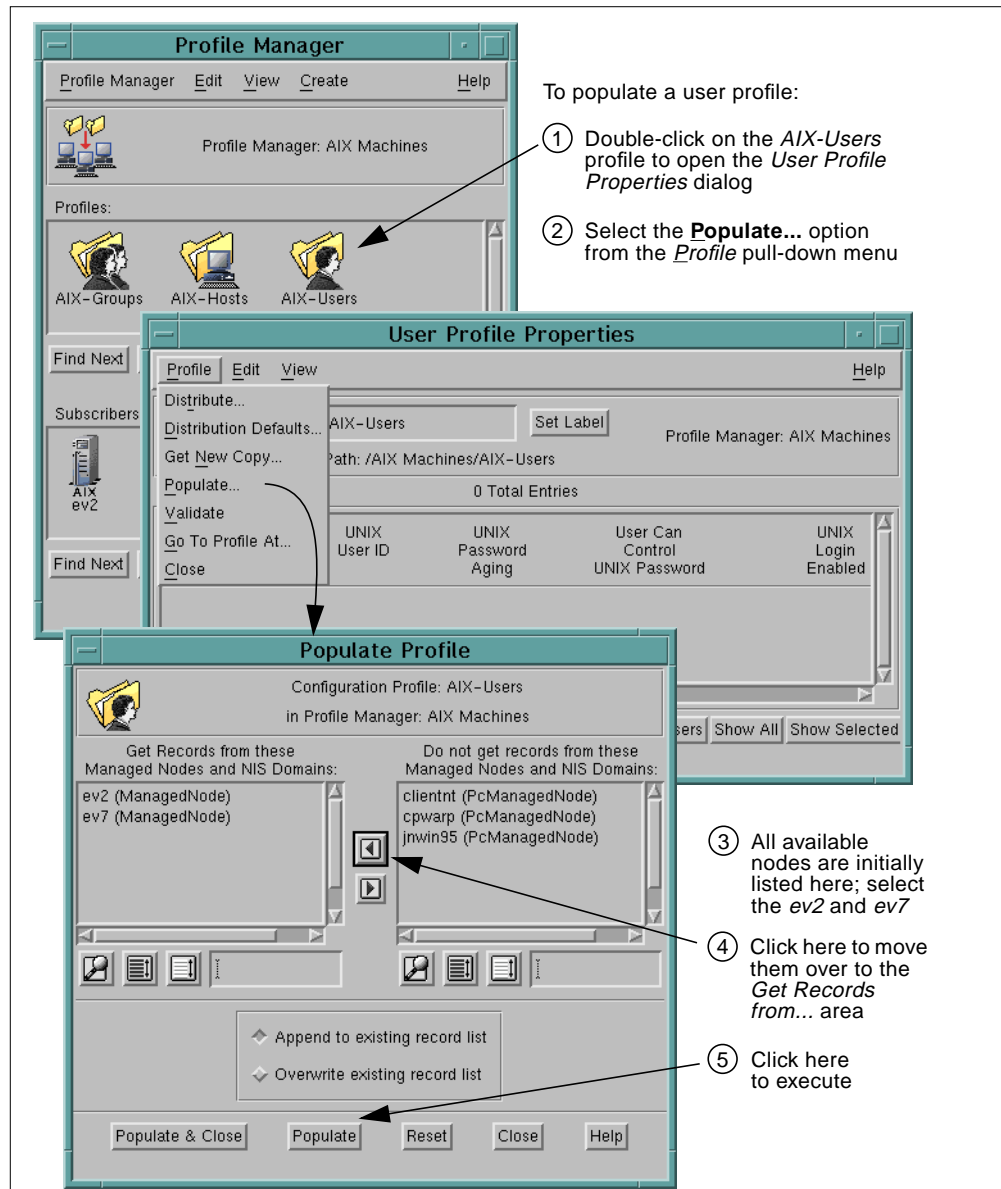 Profile Manager
Profile Manager Edit View Create Help
Profile Manager: AIX Machines
Profiles:
AIX-Groups AIX-Hosts AIX-Users
Find Next
Subscribers
AIX
ev2
Find Next
To populate a user profile:
1 Double-click on the AIX-Users
profile to open the User Profile
Properties dialog
2 Select the Populate... option
from the Profile pull-down menu
User Profile Properties
Profile Edit View Help
Distribute...
Distribution Defaults...
Get New Copy...
Populate...
Validate
Go To Profile At...
Close
AIX-Users Set Label
Profile Manager: AIX Machines
Path: /AIX Machines/AIX-Users
0 Total Entries
UNIX
User ID
UNIX
Password
Aging
User Can
Control
UNIX Password
UNIX
Login
Enabled
sers Show All Show Selected
Populate Profile
Configuration Profile: AIX-Users
in Profile Manager: AIX Machines
Get Records from these
Managed Nodes and NIS Domains:
ev2 (ManagedNode)
ev7 (ManagedNode)
Do not get records from these
Managed Nodes and NIS Domains:
clientnt (PcManagedNode)
cpwarp (PcManagedNode)
jnwin95 (PcManagedNode)
Append to existing record list
Overwrite existing record list
Populate & Close Populate Reset Close Help
3 All available
nodes are initially
listed here; select
the ev2 and ev7
4 Click here to move
them over to the
Get Records
from... area
5 Click here
to execute